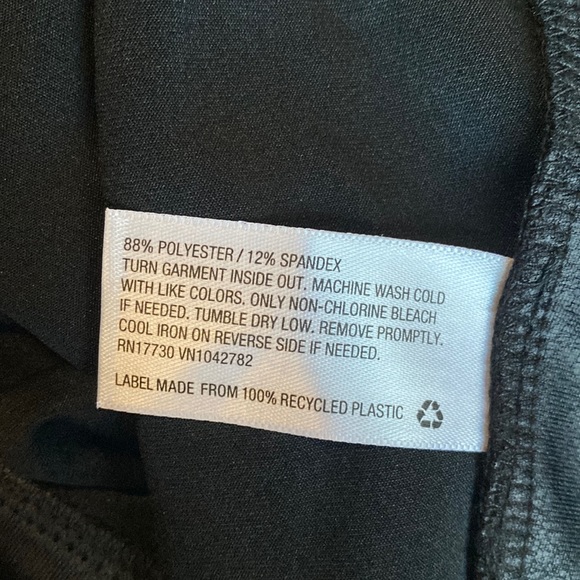 88% POLYESTER / 12% SPANDEX
TURN GARMENT INSIDE OUT. MACHINE WASH COLD
WITH LIKE COLORS. ONLY NON-CHLORINE BLEACH
IF NEEDED. TUMBLE DRY LOW. REMOVE PROMPTLY.
COOL IRON ON REVERSE SIDE IF NEEDED.
RN17730 VN1042782
LABEL MADE FROM 100% RECYCLED PLASTIC